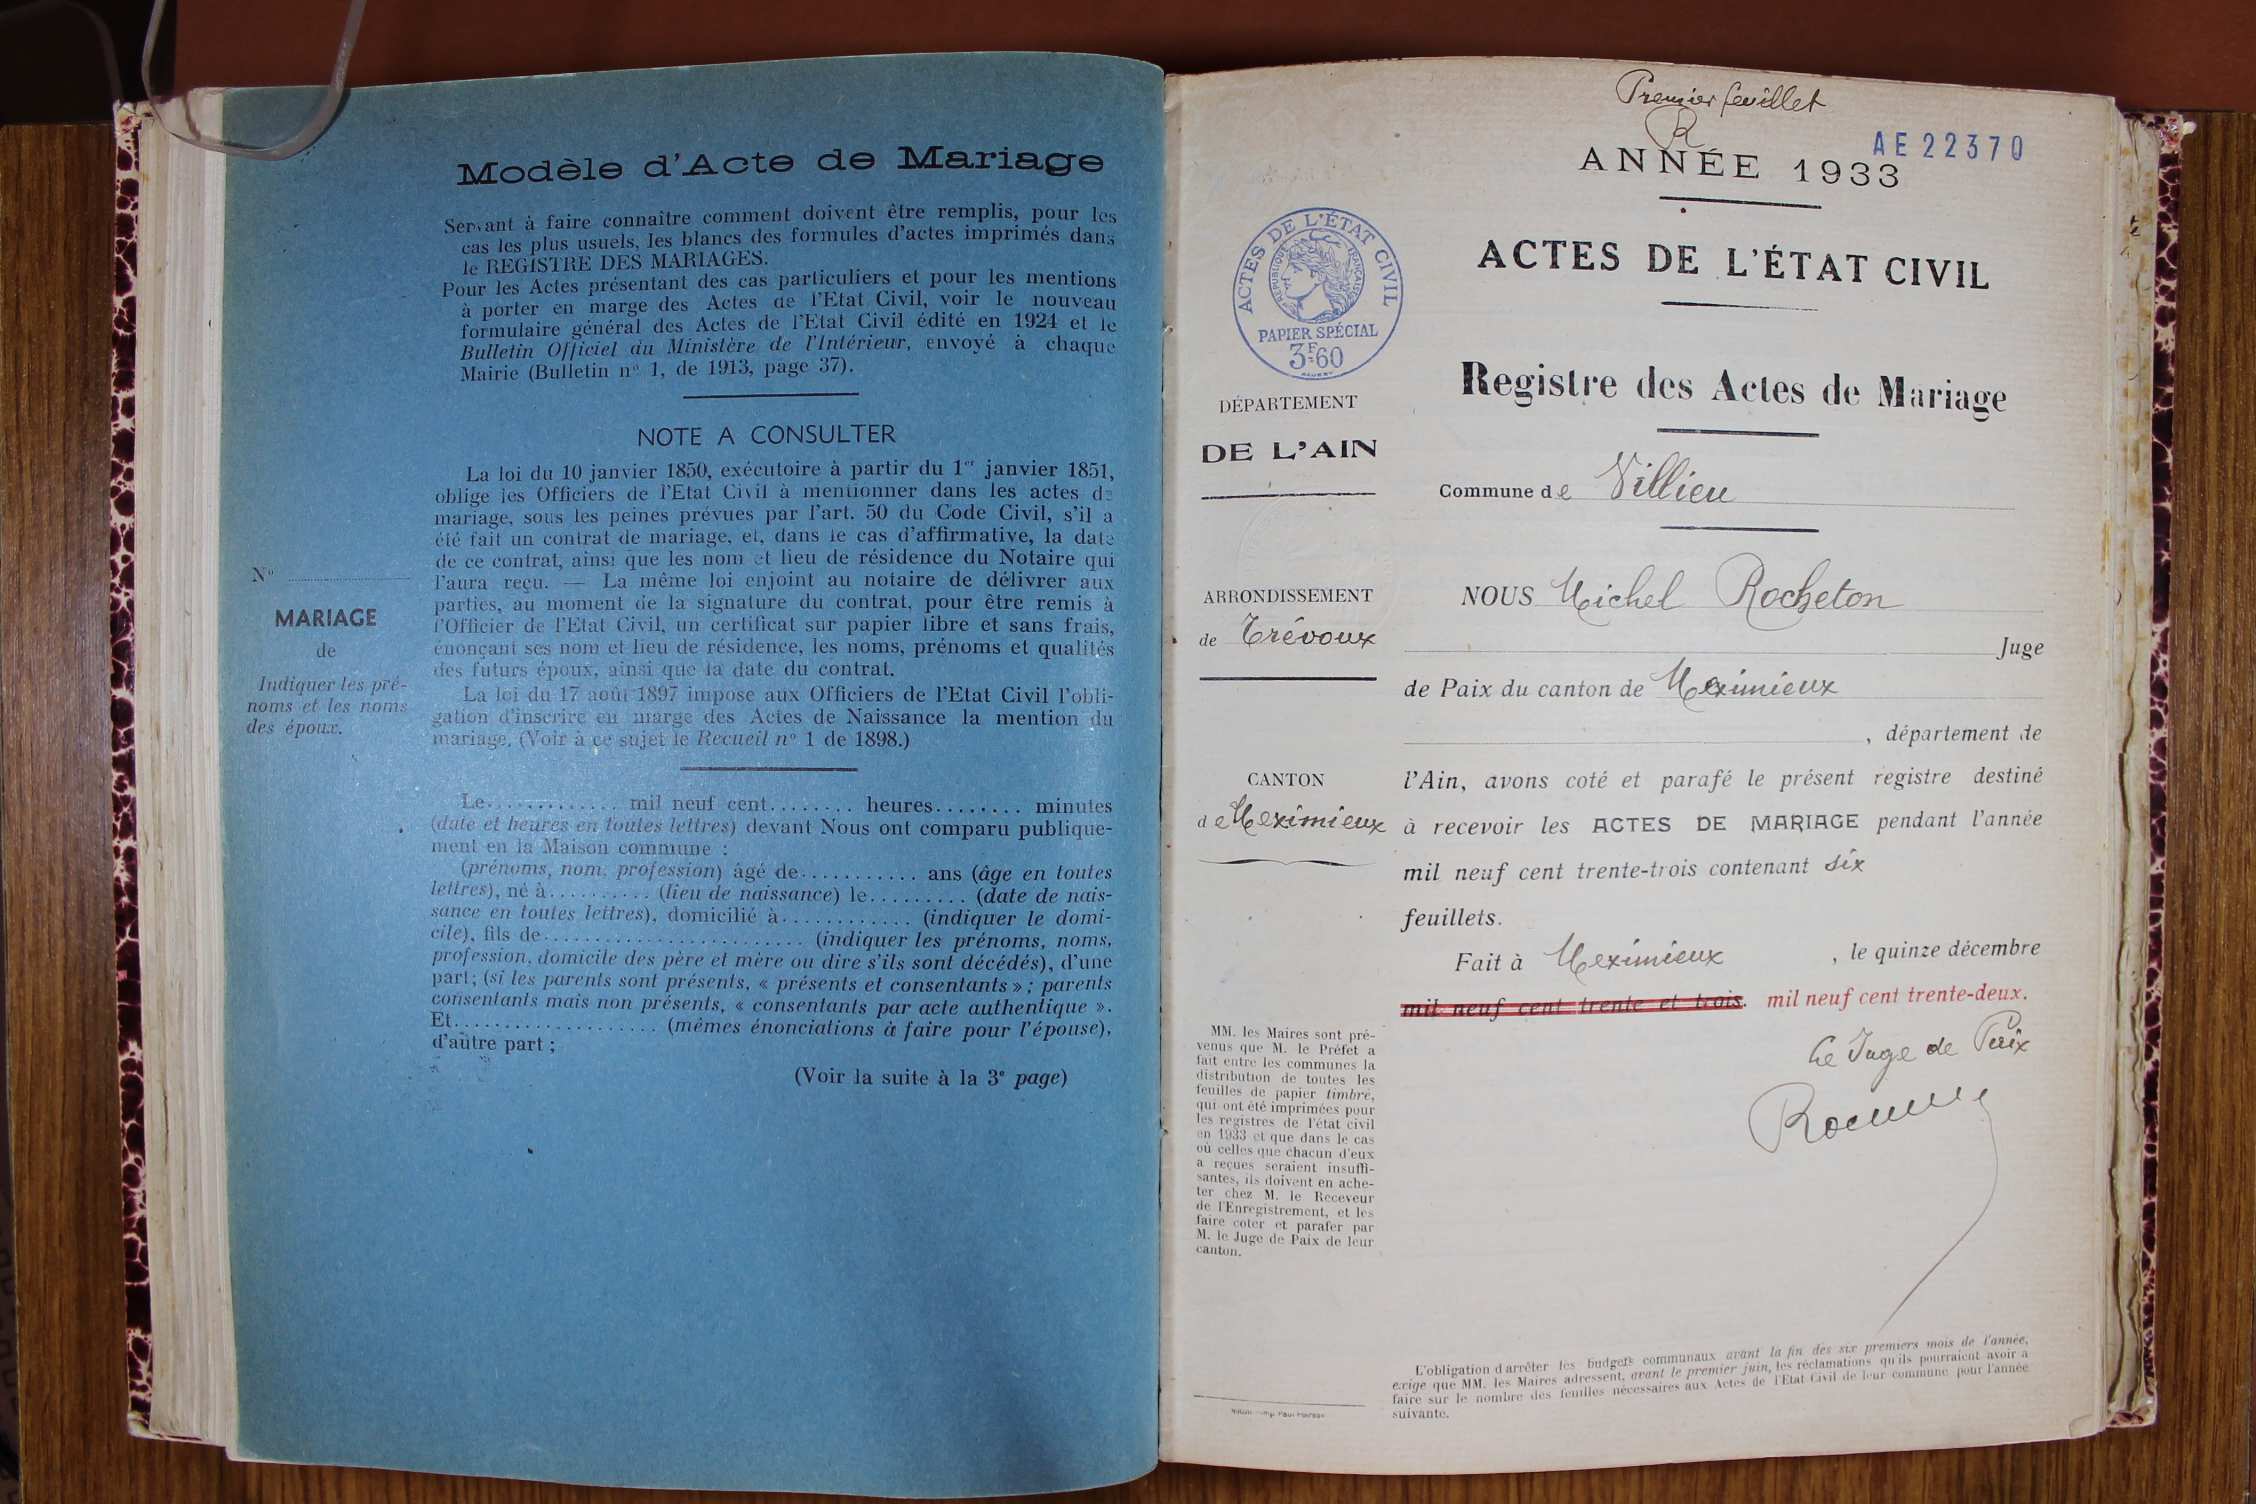 Modèle d'Acte de Mariage
Servant à faire connaître comment doivent être remplis, pour les
cas les plus usuels, les blancs des formules d'actes imprimés dans
le REGISTRE DES MARIAGES.
Pour les Actes présentant des cas particuliers et pour les mentions
à porter en marge des Actes de l'Etat Civil, voir le nouveau
formulaire général des Actes de l'Etat Civil édité en 1924 et le
Bulletin Officiel du Ministère de l'Intérieur, envoyé à chaque
Mairie (Bulletin n° 1, de 1913, page 37).
NOTE A CONSULTER
La loi du 10 janvier 1850, exécutoire à partir du 1er janvier 1851,
oblige les Officiers de l'Etat Civil à mentionner dans les actes de
mariage, sous les peines prévues par l'art. 50 du Code Civil, s'il a
été fait un contrat de mariage, et, dans le cas d'affirmative, la date
de ce contrat, ainsi que les nom et lieu de résidence du Notaire qui
l'aura reçu. — La même loi enjoint au notaire de délivrer aux
parties, au moment de la signature du contrat, pour être remis à
l'Officier de l'Etat Civil, un certificat sur papier libre et sans frais,
énonçant ses nom et lieu de résidence, les noms, prénoms et qualités
des futurs époux, ainsi que la date du contrat.
La loi du 17 août 1897 impose aux Officiers de l'Etat Civil l'obli-
gation d'inscrire en marge des Actes de Naissance la mention du
mariage. (Voir à ce sujet le Recueil n° 1 de 1898.)
N°
MARIAGE
de
Indiquer les pré-
noms et les noms
des époux.
Le............ mil neuf cent........ heures........ minutes
(date et heures en toutes lettres) devant Nous ont comparu publique-
ment en la Maison commune :
(prénoms, nom, profession) âgé de........... ans (âge en toutes
lettres), né à.......... (lieu de naissance) le......... (date de nais-
sance en toutes lettres), domicilié à............ (indiquer le domi-
cile), fils de........................ (indiquer les prénoms, noms,
profession, domicile des père et mère ou dire s'ils sont décédés), d'une
part; (si les parents sont présents, « présents et consentants » ; parents
consentants mais non présents, « consentants par acte authentique ».
Et................... (mêmes énonciations à faire pour l'épouse),
d'autre part ;
(Voir la suite à la 3e page)
Premier feuillet
R
AE 22370
ANNÉE 1933
ACTES DE L'ÉTAT CIVIL
RÉPUBLIQUE FRANÇAISE
PAPIER SPÉCIAL
3F60
ACTES DE L'ÉTAT CIVIL
Registre des Actes de Mariage
DÉPARTEMENT
DE L'AIN
Commune de Villieu
ARRONDISSEMENT
de Trévoux
CANTON
de Meximieux
NOUS Michel Rocheton
Juge
de Paix du canton de Meximieux
, département de
l'Ain, avons coté et parafé le présent registre destiné
à recevoir les ACTES DE MARIAGE pendant l'année
mil neuf cent trente-trois contenant six
feuillets.
Fait à Meximieux , le quinze décembre
mil neuf cent trente et trois. mil neuf cent trente-deux.
Le Juge de Paix
MM. les Maires sont pré-
venus que M. le Préfet a
fait entre les communes la
distribution de toutes les
feuilles de papier timbré,
qui ont été imprimées pour
les registres de l'état civil
en 1933 et que dans le cas
où celles que chacun d'eux
a reçues seraient insuffi-
santes, ils doivent en ache-
ter chez M. le Receveur
de l'Enregistrement, et les
faire coter et parafer par
M. le Juge de Paix de leur
canton.
L'obligation d'arrêter les budgets communaux avant la fin des six premiers mois de l'année,
exige que MM. les Maires adressent, avant le premier juin, les réclamations qu'ils pourraient avoir à
faire sur le nombre des feuilles nécessaires aux Actes de l'Etat Civil de leur commune pour l'année
suivante.